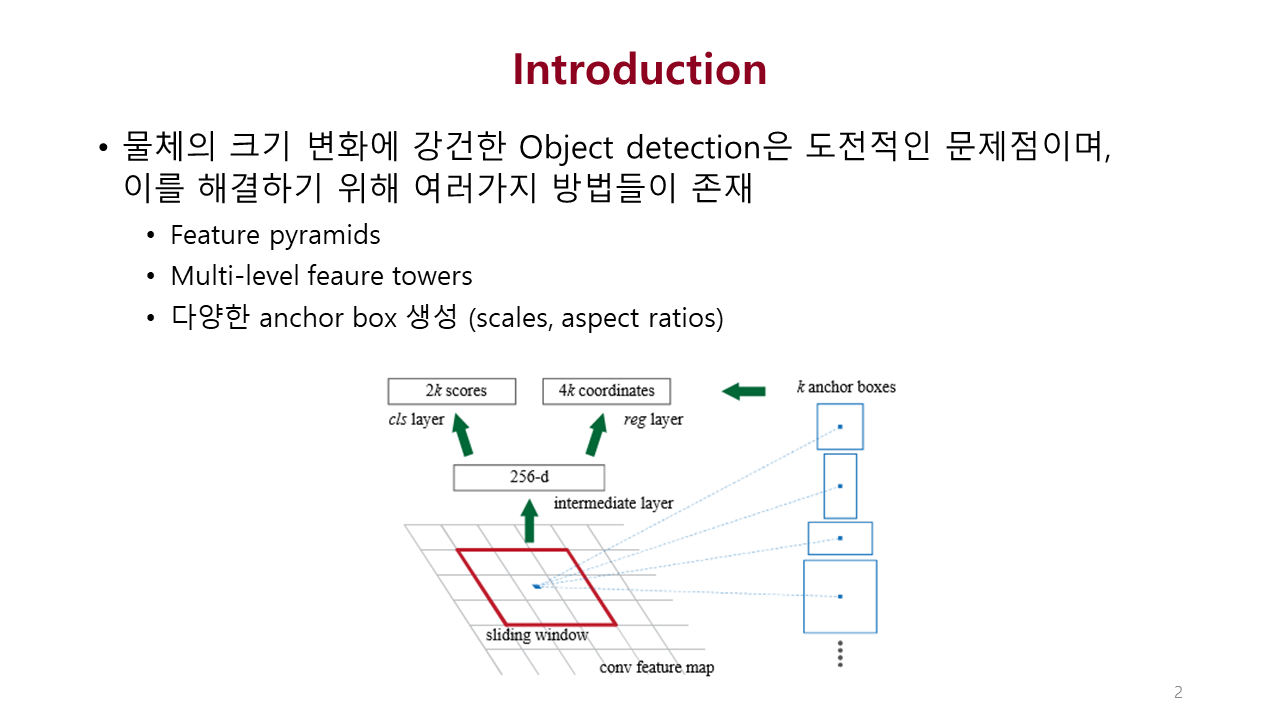 Introduction
• 물체의 크기 변화에 강건한 Object detection은 도전적인 문제점이며,
이를 해결하기 위해 여러가지 방법들이 존재
• Feature pyramids
• Multi-level feaure towers
• 다양한 anchor box 생성 (scales, aspect ratios)
2k scores
4k coordinates
k anchor boxes
cls layer
reg layer
256-d
intermediate layer
sliding window
conv feature map
2